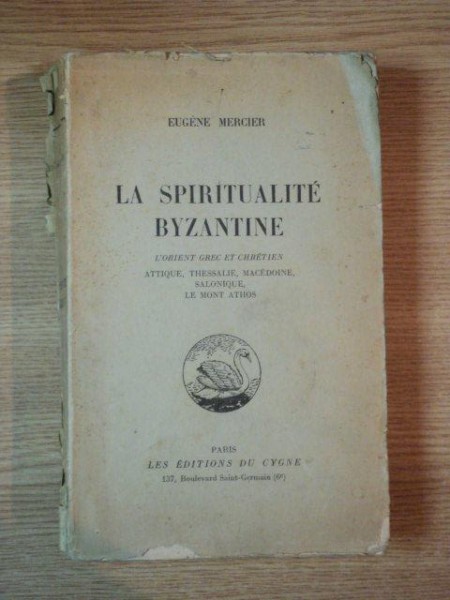 EUGÈNE MERCIER
LA SPIRITUALITÉ
BYZANTINE
L'ORIENT GREC ET CHRÉTIEN
ATTIQUE, THESSALIE, MACÉDOINE,
SALONIQUE,
LE MONT ATHOS
PARIS
LES ÉDITIONS DU CYGNE
137, Boulevard Saint-Germain (6e)